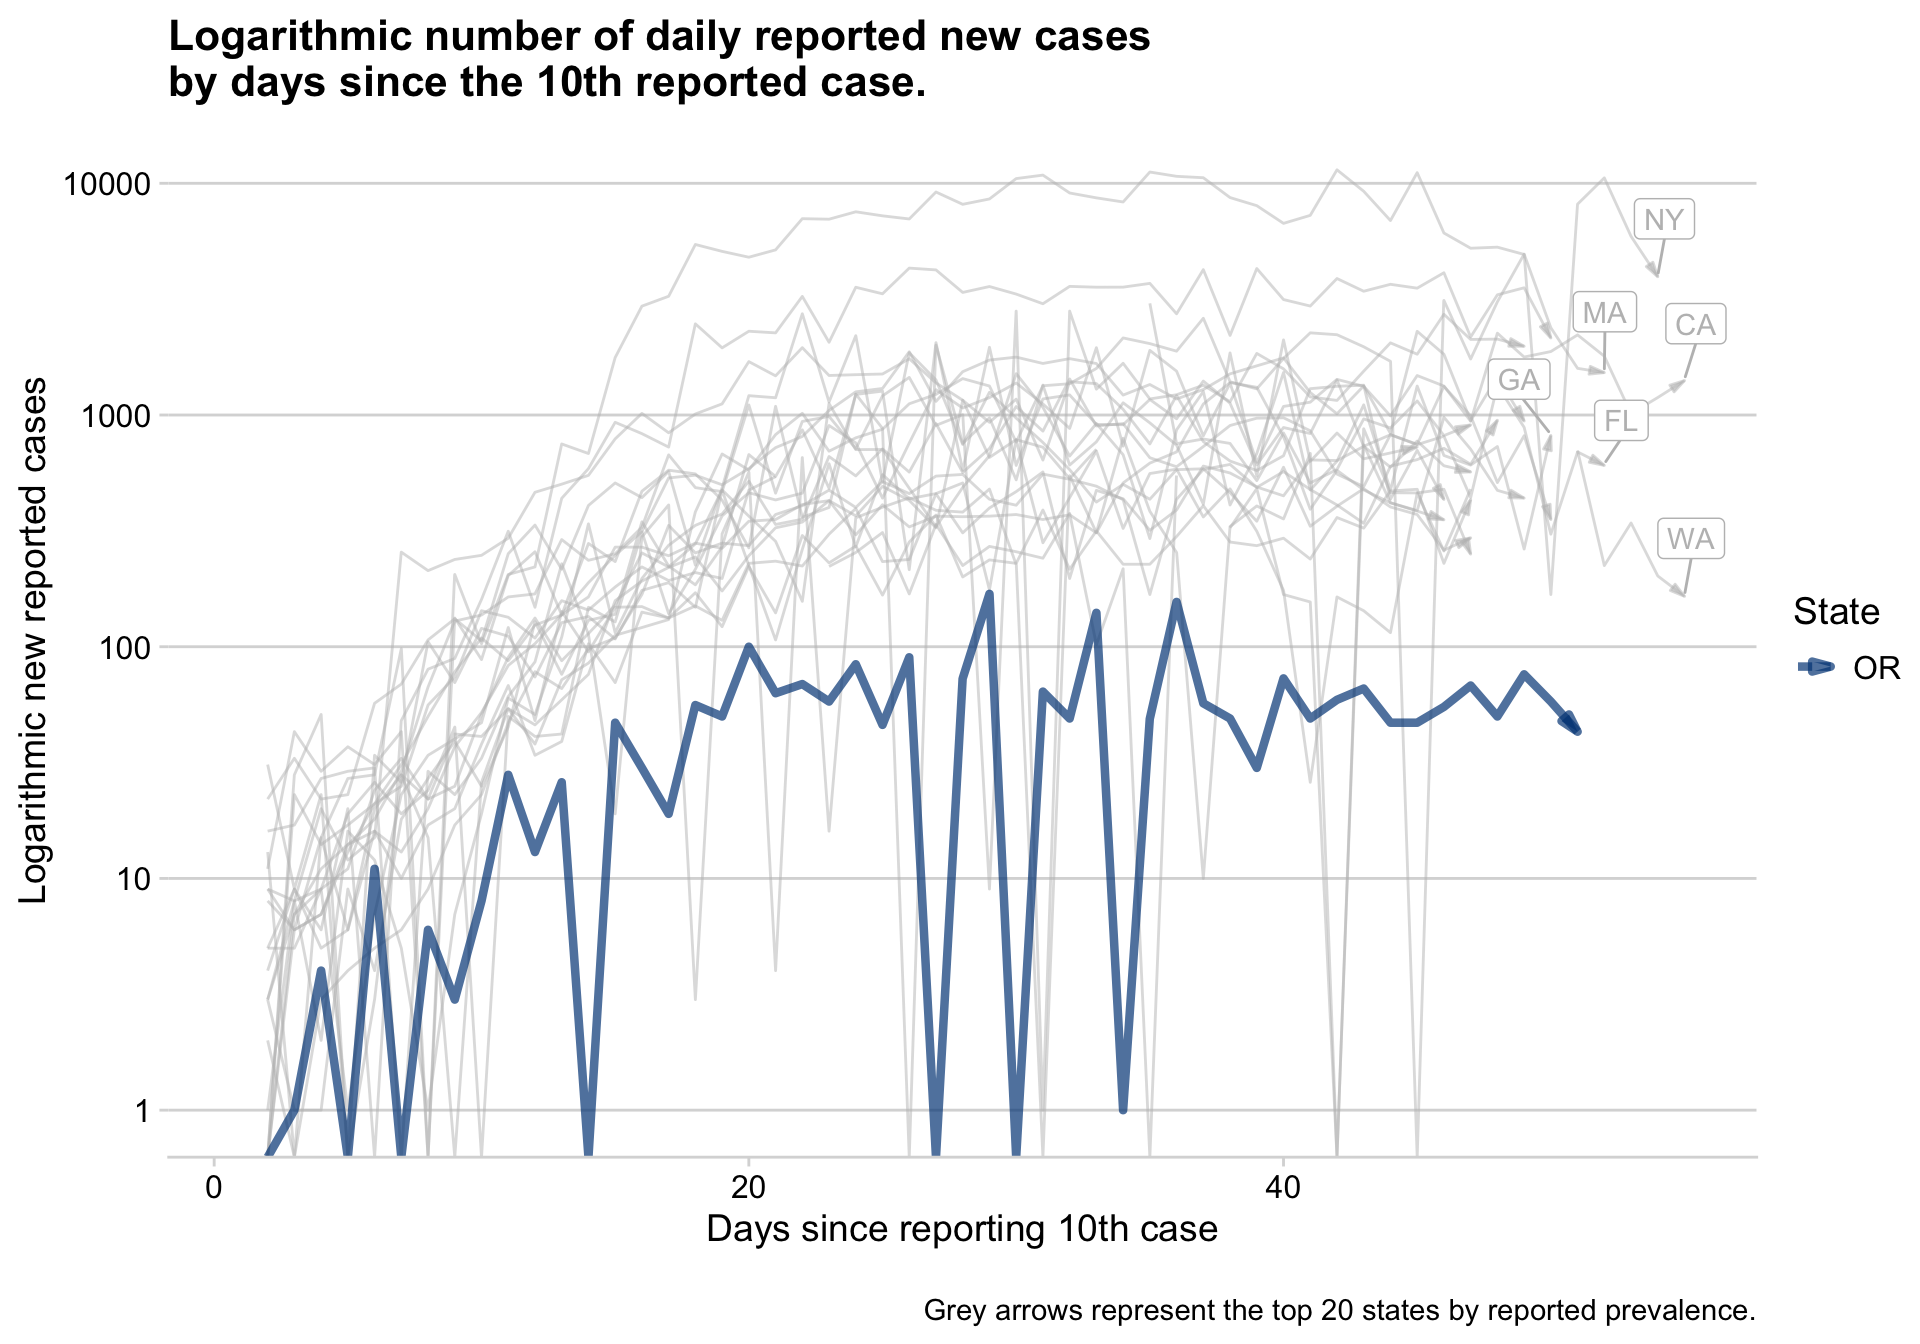 Logarithmic number of daily reported new cases
by days since the 10th reported case.
Logarithmic new reported cases
10000
1000
100
10
1
NY
MA
CA
GA
FL
WA
State
OR
0
20
40
Days since reporting 10th case
Grey arrows represent the top 20 states by reported prevalence.